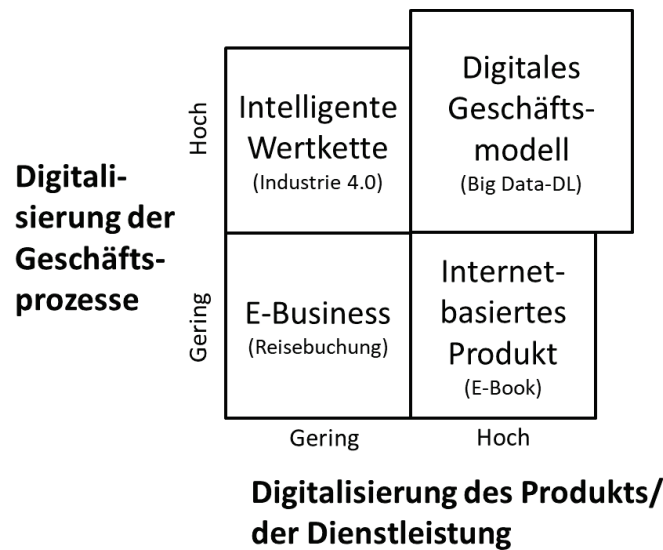 Digitali-
sierung der
Geschäfts-
prozesse
Hoch
Gering
Intelligente
Wertkette
(Industrie 4.0)
Digitales
Geschäfts-
modell
(Big Data-DL)
E-Business
(Reisebuchung)
Internet-
basiertes
Produkt
(E-Book)
Gering
Hoch
Digitalisierung des Produkts/
der Dienstleistung